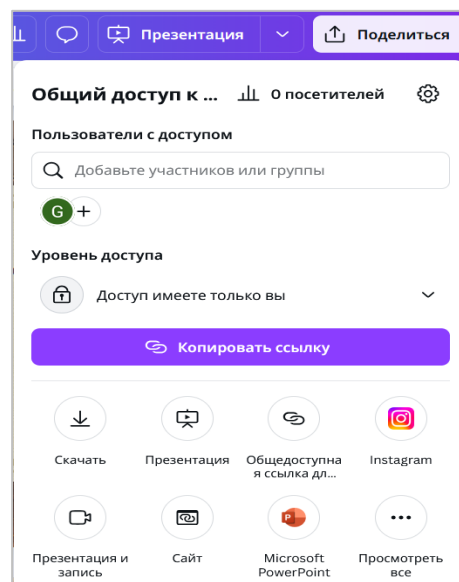 Презентация
Поделиться
Общий доступ к ... 0 посетителей
Пользователи с доступом
Добавьте участников или группы
G
Уровень доступа
Доступ имеете только вы
Копировать ссылку
Скачать
Презентация
Общедоступна
я ссылка дл...
Instagram
Презентация и
запись
Сайт
P
Microsoft
PowerPoint
Просмотреть
все